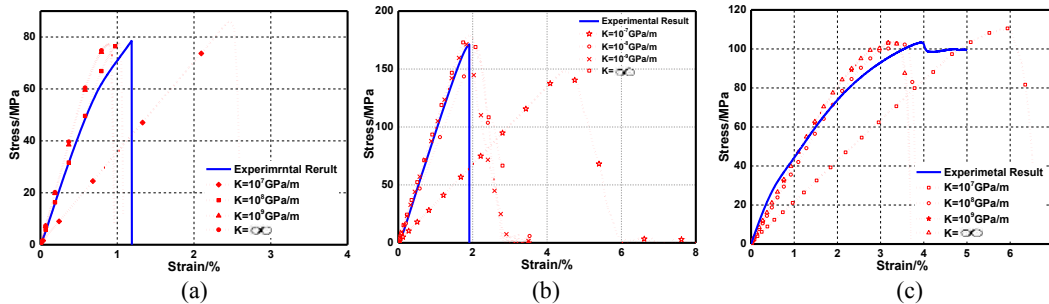 (a)
80
60
40
20
0
Stress/MPa
0 1 2 3 4
Strain/%
Experimrntal Rerult
K=10⁷GPa/m
K=10⁸GPa/m
K=10⁹GPa/m
K=∞
(a)
(b)
200
150
100
50
0
Stress/MPa
0 2 4 6 8
Strain/%
Experimental Result
K=10⁻⁷GPa/m
K=10⁻⁸GPa/m
K=10⁻⁹GPa/m
K=∞
(b)
(c)
120
100
80
60
40
20
0
Stress/MPa
0 1 2 3 4 5 6 7
Strain/%
Experimetal Result
K=10⁷GPa/m
K=10⁸GPa/m
K=10⁹GPa/m
K=∞
(c)